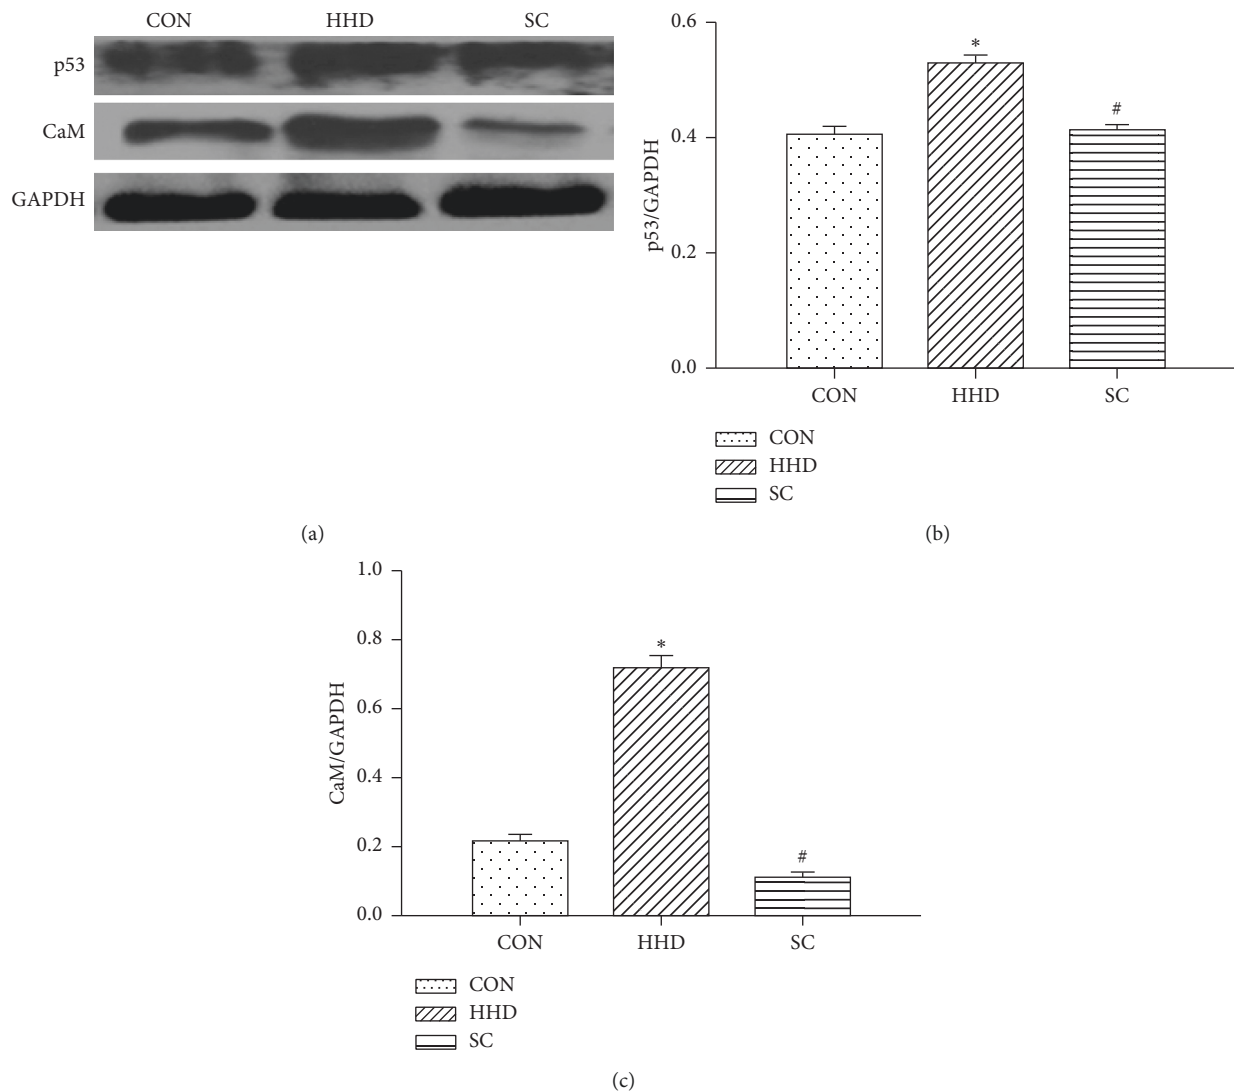 CON HHD SC
p53
CaM
GAPDH
(a)
0.6
0.4
0.2
0.0
p53/GAPDH
*
#
CON HHD SC
CON
HHD
SC
(b)
1.0
0.8
0.6
0.4
0.2
0.0
CaM/GAPDH
*
#
CON HHD SC
CON
HHD
SC
(c)